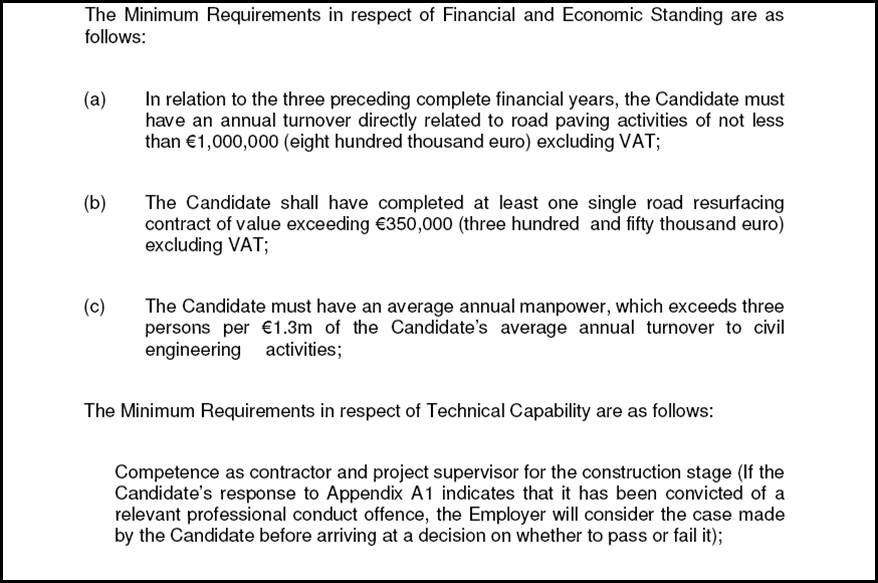 The Minimum Requirements in respect of Financial and Economic Standing are as
follows:
(a) In relation to the three preceding complete financial years, the Candidate must
have an annual turnover directly related to road paving activities of not less
than €1,000,000 (eight hundred thousand euro) excluding VAT;
(b) The Candidate shall have completed at least one single road resurfacing
contract of value exceeding €350,000 (three hundred and fifty thousand euro)
excluding VAT;
(c) The Candidate must have an average annual manpower, which exceeds three
persons per €1.3m of the Candidate's average annual turnover to civil
engineering activities;
The Minimum Requirements in respect of Technical Capability are as follows:
Competence as contractor and project supervisor for the construction stage (If the
Candidate's response to Appendix A1 indicates that it has been convicted of a
relevant professional conduct offence, the Employer will consider the case made
by the Candidate before arriving at a decision on whether to pass or fail it);